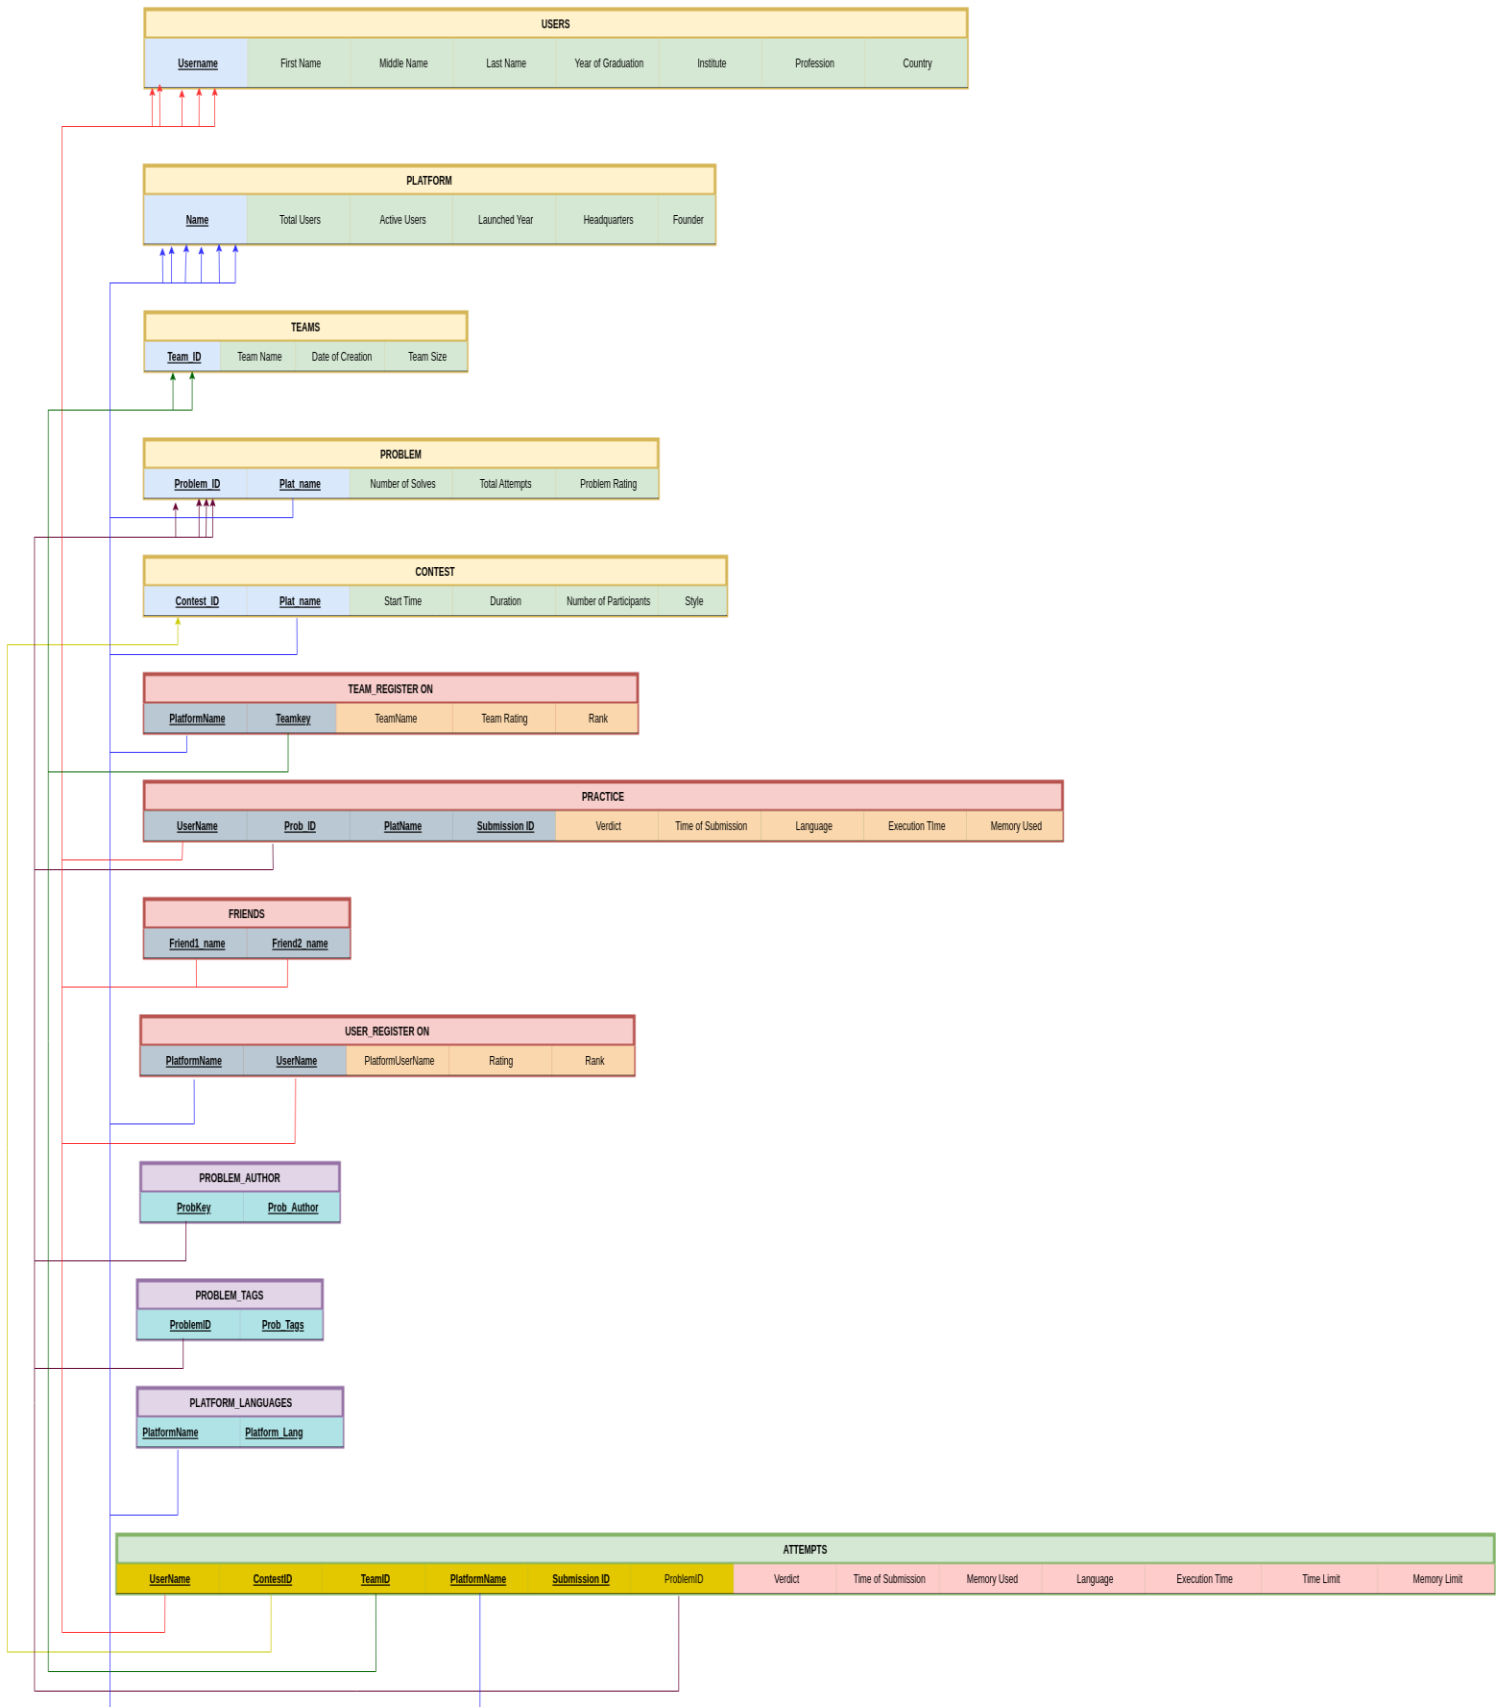 USERS
Username First Name Middle Name Last Name Year of Graduation Institute Profession Country
PLATFORM
Name Total Users Active Users Launched Year Headquarters Founder
TEAMS
Team_ID Team Name Date of Creation Team Size
PROBLEM
Problem_ID Plat_name Number of Solves Total Attempts Problem Rating
CONTEST
Contest_ID Plat_name Start Time Duration Number of Participants Style
TEAM_REGISTER ON
PlatformName Teamkey TeamName Team Rating Rank
PRACTICE
UserName Prob_ID PlatName Submission ID Verdict Time of Submission Language Execution TIme Memory Used
FRIENDS
Friend1_name Friend2_name
USER_REGISTER ON
PlatformName UserName PlatformUserName Rating Rank
PROBLEM_AUTHOR
ProbKey Prob_Author
PROBLEM_TAGS
ProblemID Prob_Tags
PLATFORM_LANGUAGES
PlatformName Platform_Lang
ATTEMPTS
UserName ContestID TeamID PlatformName Submission ID ProblemID Verdict Time of Submission Memory Used Language Execution Time Time Limit Memory Limit